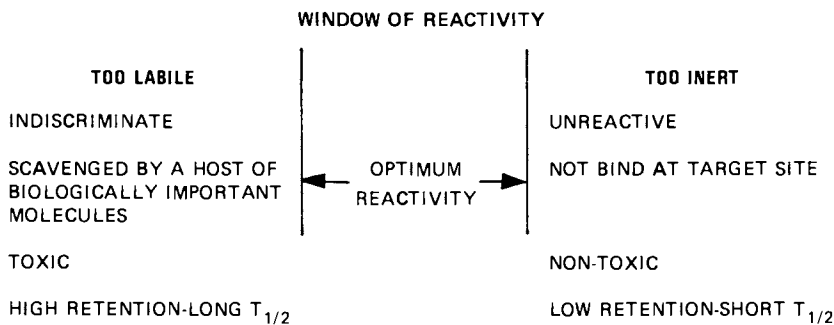 WINDOW OF REACTIVITY
TOO LABILE
INDISCRIMINATE
SCAVENGED BY A HOST OF
BIOLOGICALLY IMPORTANT
MOLECULES
TOXIC
HIGH RETENTION-LONG T1/2
OPTIMUM
REACTIVITY
TOO INERT
UNREACTIVE
NOT BIND AT TARGET SITE
NON-TOXIC
LOW RETENTION-SHORT T1/2